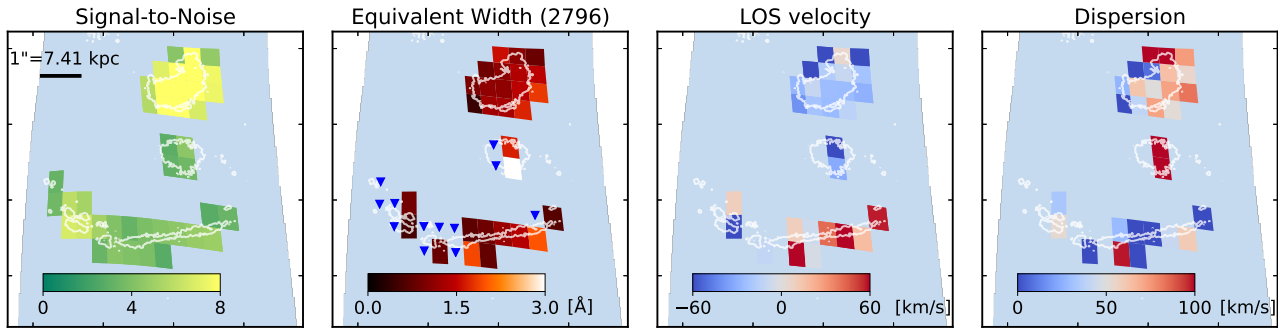 Signal-to-Noise
1"=7.41 kpc
0 4 8
Equivalent Width (2796)
0.0 1.5 3.0 [Å]
LOS velocity
−60 0 60 [km/s]
Dispersion
0 50 100 [km/s]